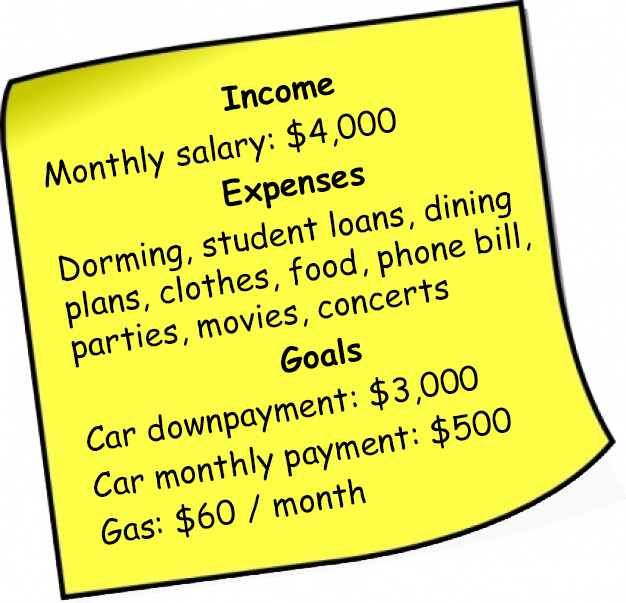 Income
Monthly salary: $4,000
Expenses
Dorming, student loans, dining
plans, clothes, food, phone bill,
parties, movies, concerts
Goals
Car downpayment: $3,000
Car monthly payment: $500
Gas: $60 / month